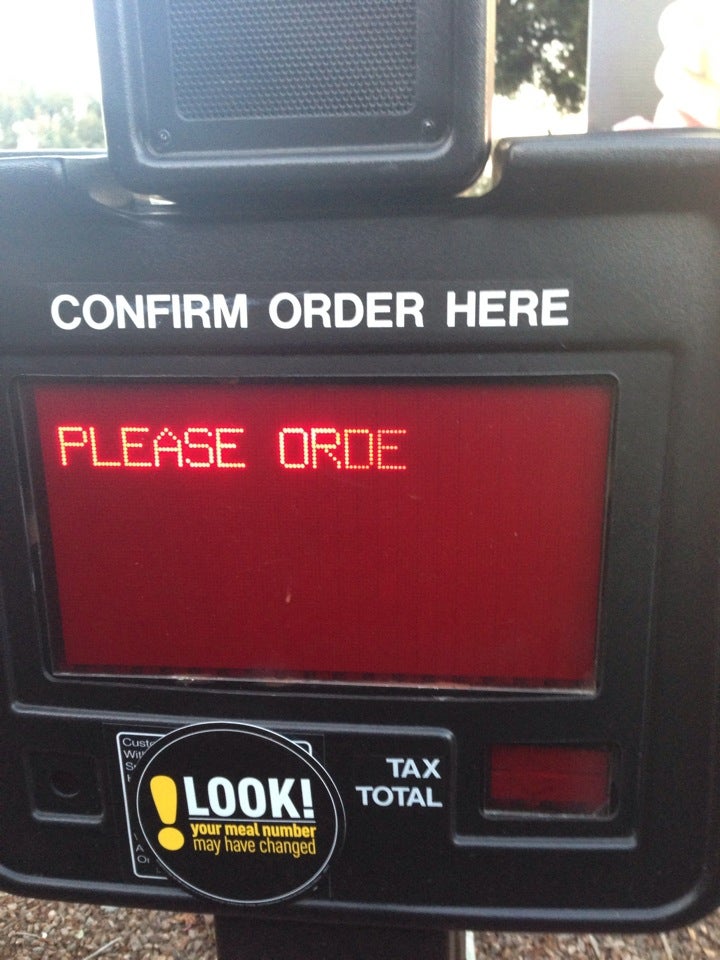 CONFIRM ORDER HERE
PLEASE ORDE
TAX
TOTAL
LOOK!
your meal number
may have changed